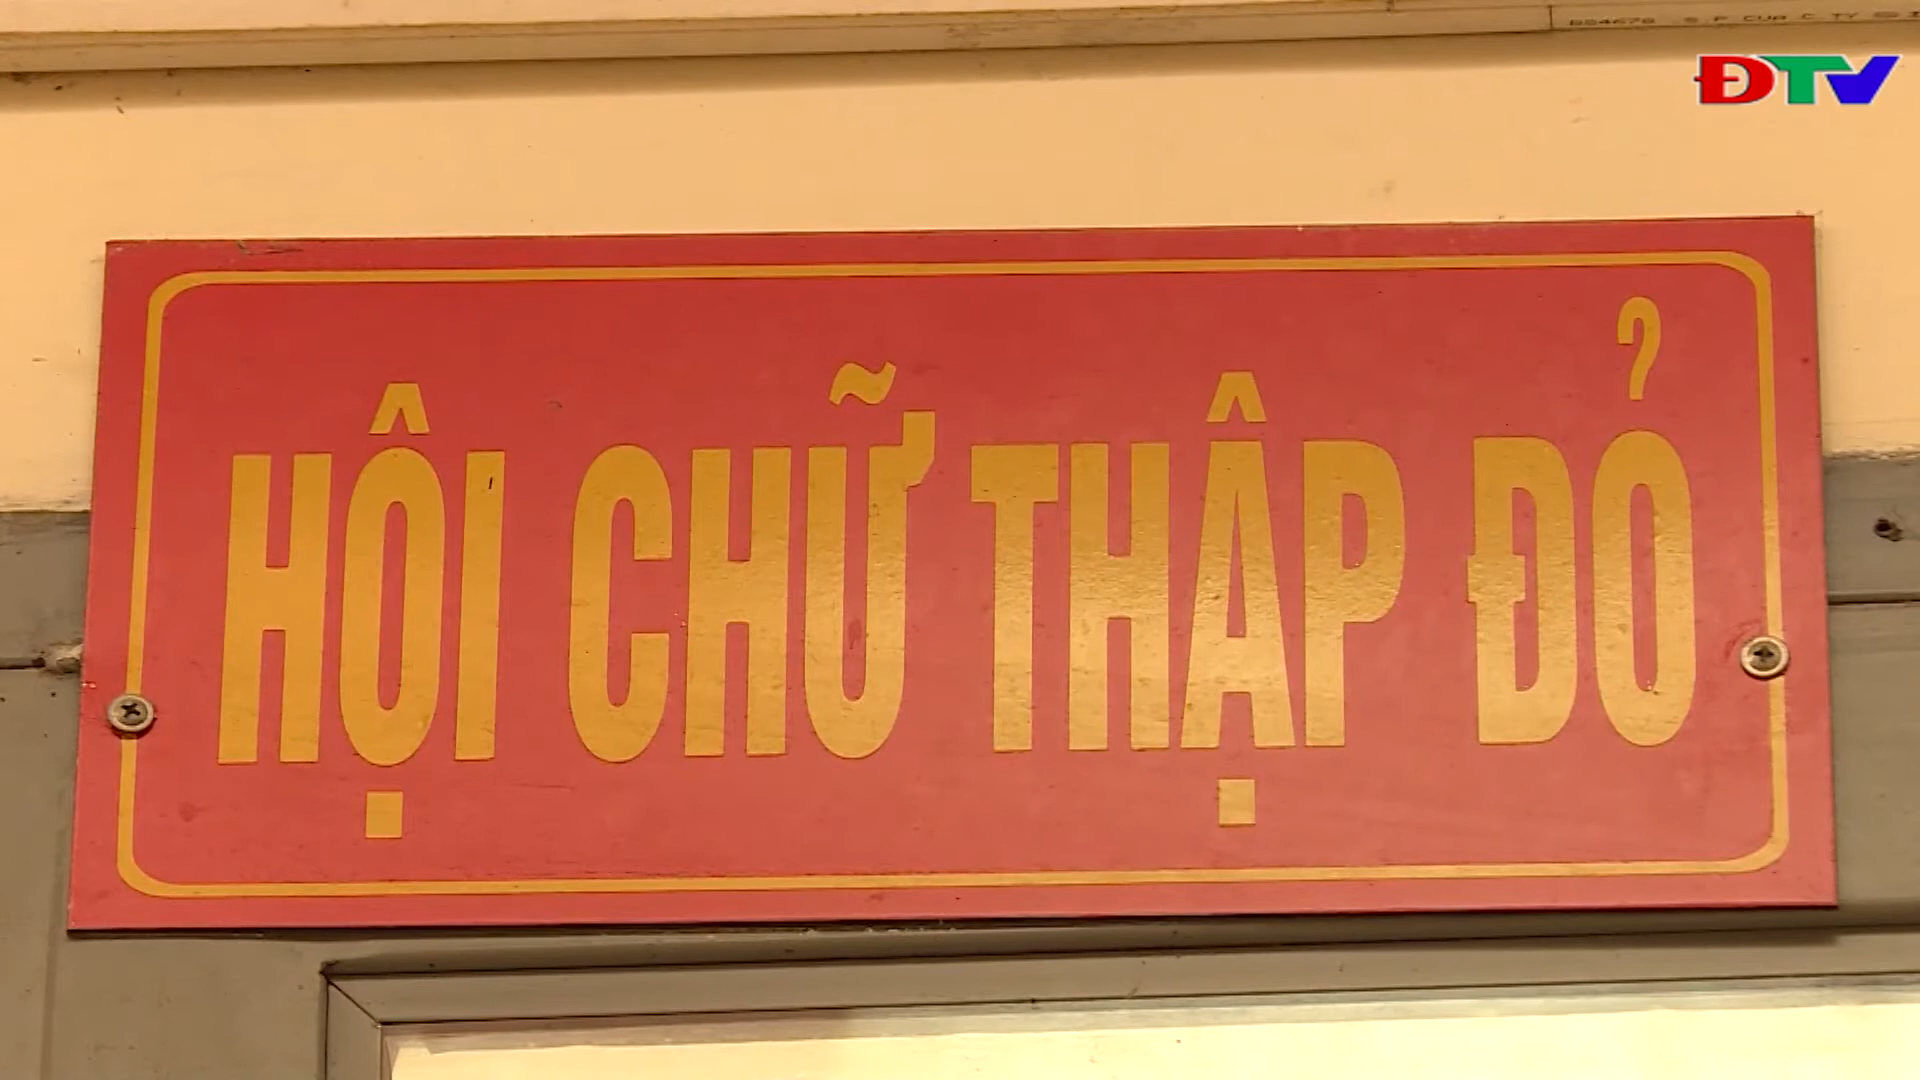 ĐTV
HỘI CHỮ THẬP ĐỎ